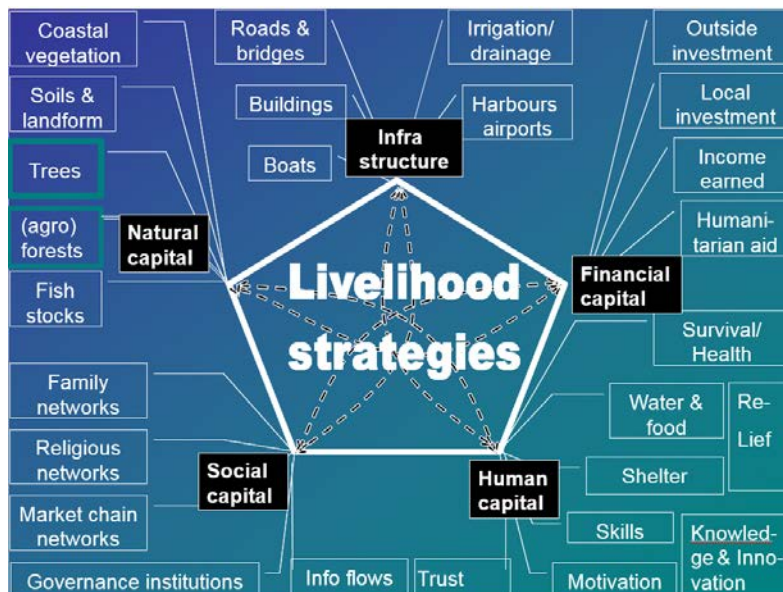 Coastal
vegetation
Roads &
bridges
Irrigation/
drainage
Outside
investment
Soils &
landform
Buildings
Harbours
airports
Local
investment
Infra
structure
Trees
Boats
Income
earned
(agro)
forests
Natural
capital
Humani-
tarian aid
Financial
capital
Fish
stocks
Livelihood
strategies
Survival/
Health
Family
networks
Water &
food
Re-
Lief
Religious
networks
Social
capital
Human
capital
Shelter
Market chain
networks
Skills
Knowled-
ge & Inno-
vation
Governance institutions
Info flows
Trust
Motivation